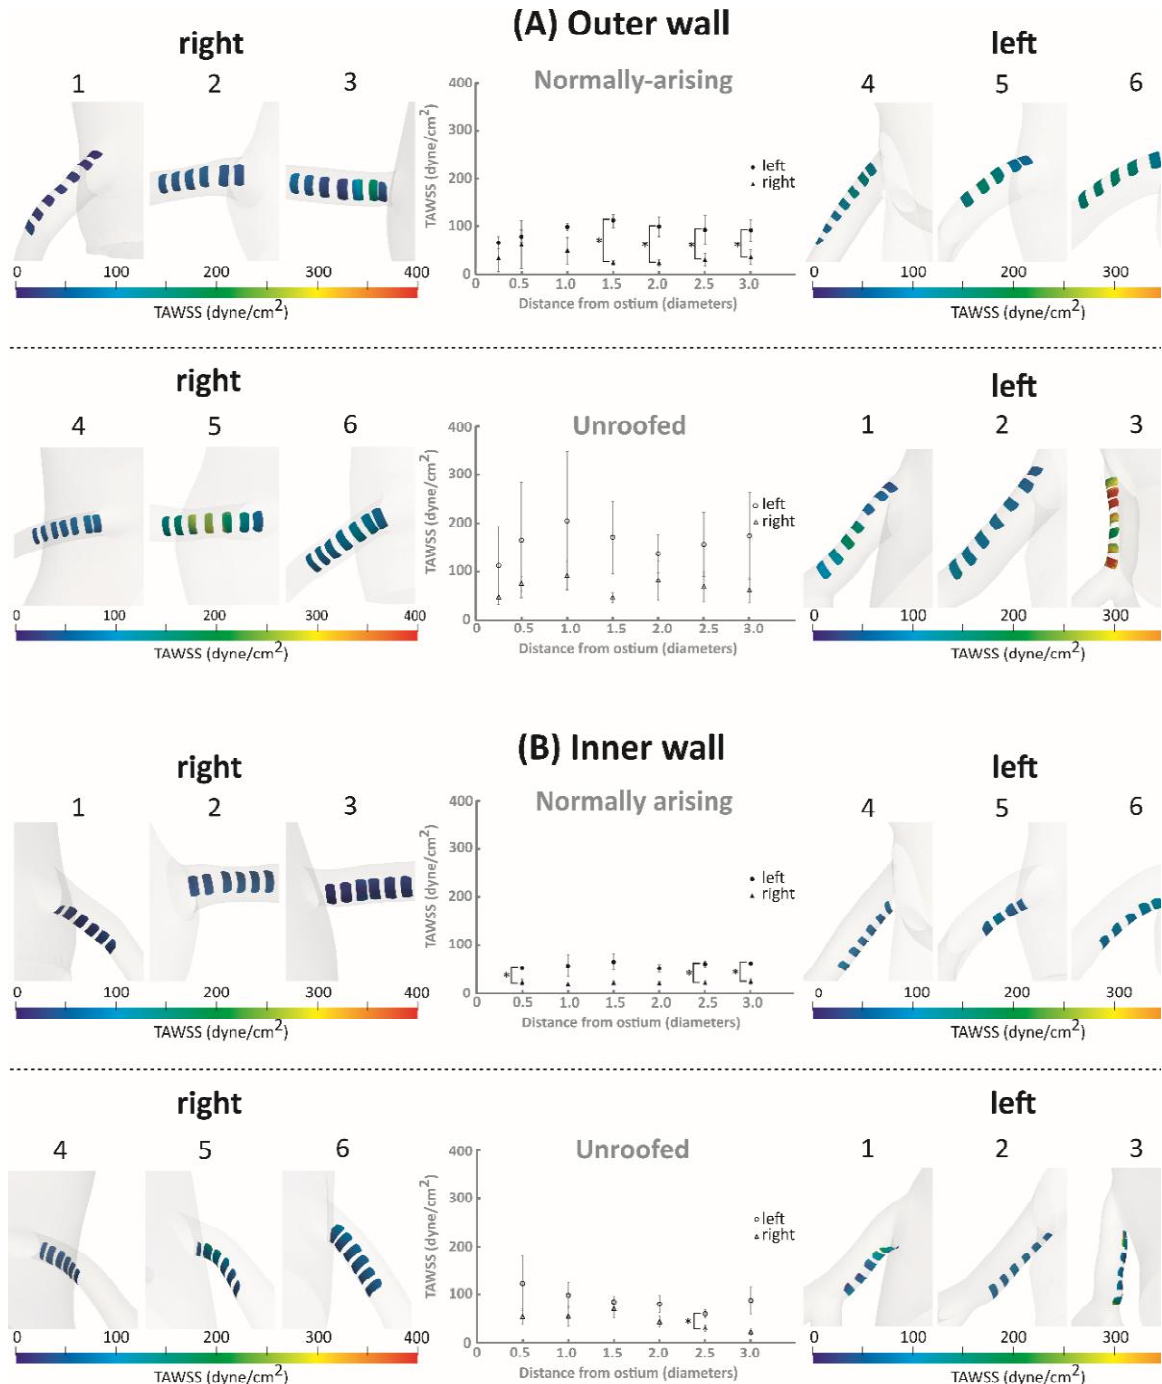 (A) Outer wall
right
left
1 2 3
Normally-arising
4 5 6
400
300
200
100
0
TAWSS (dyne/cm²)
left
right
*
*
*
*
0 0.5 1.0 1.5 2.0 2.5 3.0
Distance from ostium (diameters)
0 100 200 300 400
TAWSS (dyne/cm²)
0 100 200 300
TAWSS (dyne/cm²)
right
left
4 5 6
Unroofed
1 2 3
400
300
200
100
0
TAWSS (dyne/cm²)
left
right
0 0.5 1.0 1.5 2.0 2.5 3.0
Distance from ostium (diameters)
0 100 200 300 400
TAWSS (dyne/cm²)
0 100 200 300
TAWSS (dyne/cm²)
(B) Inner wall
right
left
1 2 3
Normally arising
4 5 6
400
300
200
100
0
TAWSS (dyne/cm²)
left
right
*
*
*
0 0.5 1.0 1.5 2.0 2.5 3.0
Distance from ostium (diameters)
0 100 200 300 400
TAWSS (dyne/cm²)
0 100 200 300
TAWSS (dyne/cm²)
right
left
4 5 6
Unroofed
1 2 3
400
300
200
100
0
TAWSS (dyne/cm²)
left
right
*
0 0.5 1.0 1.5 2.0 2.5 3.0
Distance from ostium (diameters)
0 100 200 300 400
TAWSS (dyne/cm²)
0 100 200 300
TAWSS (dyne/cm²)